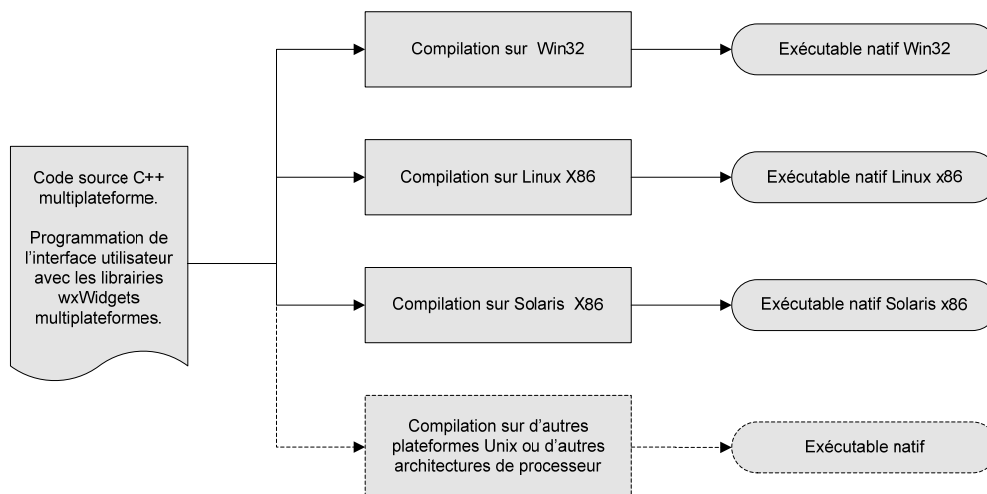 Code source C++
multiplateforme.
Programmation de
l'interface utilisateur
avec les librairies
wxWidgets
multiplateformes.
Compilation sur Win32
Exécutable natif Win32
Compilation sur Linux X86
Exécutable natif Linux x86
Compilation sur Solaris X86
Exécutable natif Solaris x86
Compilation sur d'autres
plateformes Unix ou d'autres
architectures de processeur
Exécutable natif